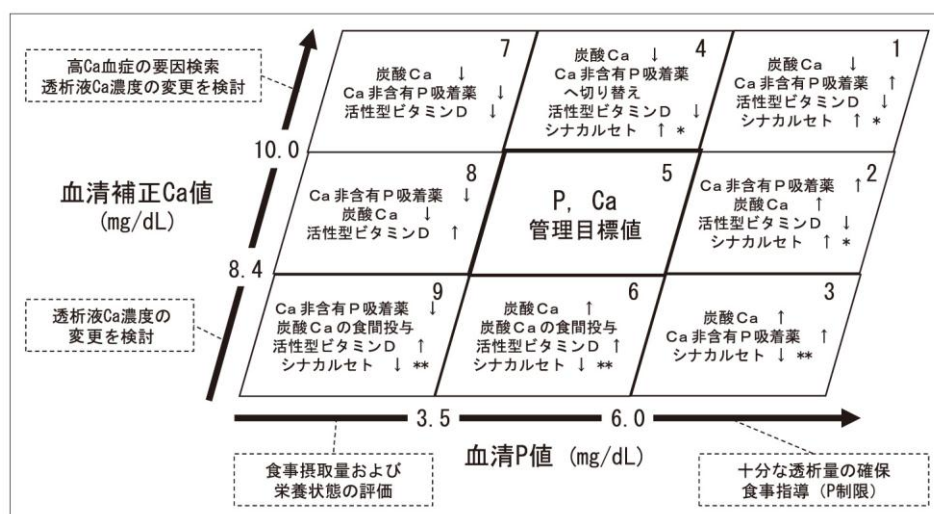 高Ca血症の要因検索
透析液Ca濃度の変更を検討
7
炭酸Ca ↓
Ca非含有P吸着薬 ↓
活性型ビタミンD ↓
4
炭酸Ca ↓
Ca非含有P吸着薬
へ切り替え
活性型ビタミンD ↓
シナカルセト ↑ *
1
炭酸Ca ↓
Ca非含有P吸着薬 ↑
活性型ビタミンD ↓
シナカルセト ↑ *
10.0
血清補正Ca値
(mg/dL)
8
Ca非含有P吸着薬 ↓
炭酸Ca ↓
活性型ビタミンD ↑
5
P, Ca
管理目標値
2
Ca非含有P吸着薬 ↑
炭酸Ca ↑
活性型ビタミンD ↓
シナカルセト ↑ *
8.4
透析液Ca濃度の
変更を検討
9
Ca非含有P吸着薬 ↓
炭酸Caの食間投与
活性型ビタミンD ↑
シナカルセト ↓ **
6
炭酸Ca ↑
炭酸Caの食間投与
活性型ビタミンD ↑
シナカルセト ↓ **
3
炭酸Ca ↑
Ca非含有P吸着薬 ↑
シナカルセト ↓ **
3.5
6.0
血清P値 (mg/dL)
食事摂取量および
栄養状態の評価
十分な透析量の確保
食事指導(P制限)